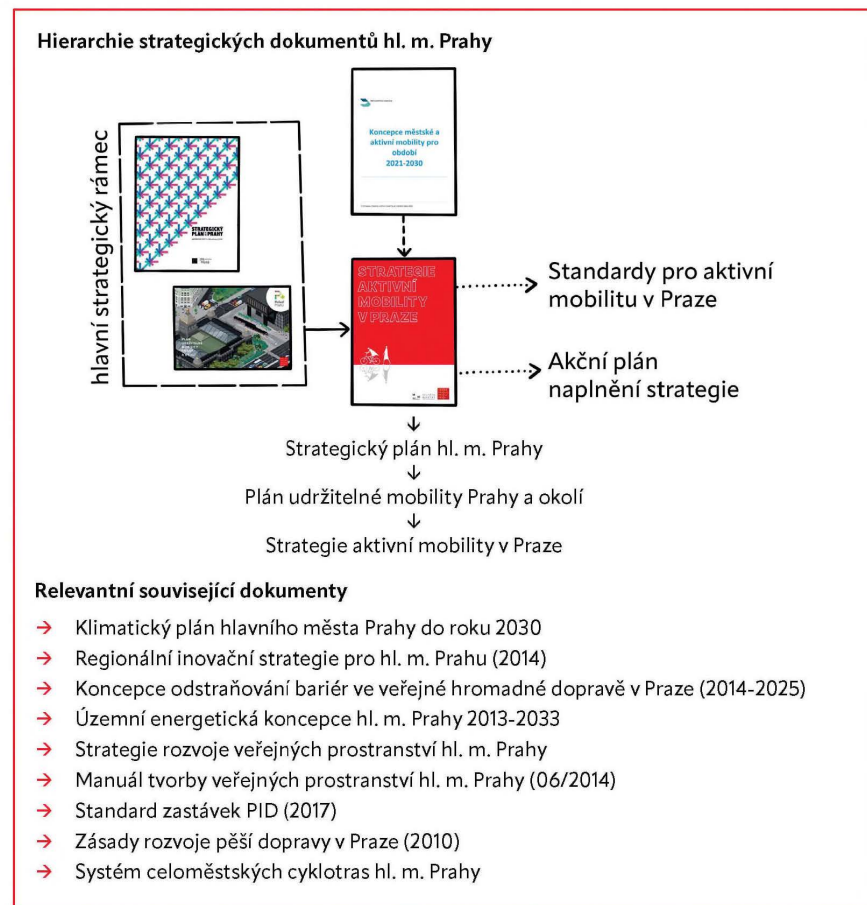 Hierarchie strategických dokumentů hl. m. Prahy
hlavní strategický rámec
STRATEGICKÝ
PLÁN PRAHY
Koncepce městské a
aktivní mobility pro
období
2021-2030
STRATEGIE
AKTIVNÍ
MOBILITY
V PRAZE
Standardy pro aktivní
mobilitu v Praze
Akční plán
naplnění strategie
↓
Strategický plán hl. m. Prahy
↓
Plán udržitelné mobility Prahy a okolí
↓
Strategie aktivní mobility v Praze
Relevantní související dokumenty
→ Klimatický plán hlavního města Prahy do roku 2030
→ Regionální inovační strategie pro hl. m. Prahu (2014)
→ Koncepce odstraňování bariér ve veřejné hromadné dopravě v Praze (2014-2025)
→ Územní energetická koncepce hl. m. Prahy 2013-2033
→ Strategie rozvoje veřejných prostranství hl. m. Prahy
→ Manuál tvorby veřejných prostranství hl. m. Prahy (06/2014)
→ Standard zastávek PID (2017)
→ Zásady rozvoje pěší dopravy v Praze (2010)
→ Systém celoměstských cyklotras hl. m. Prahy